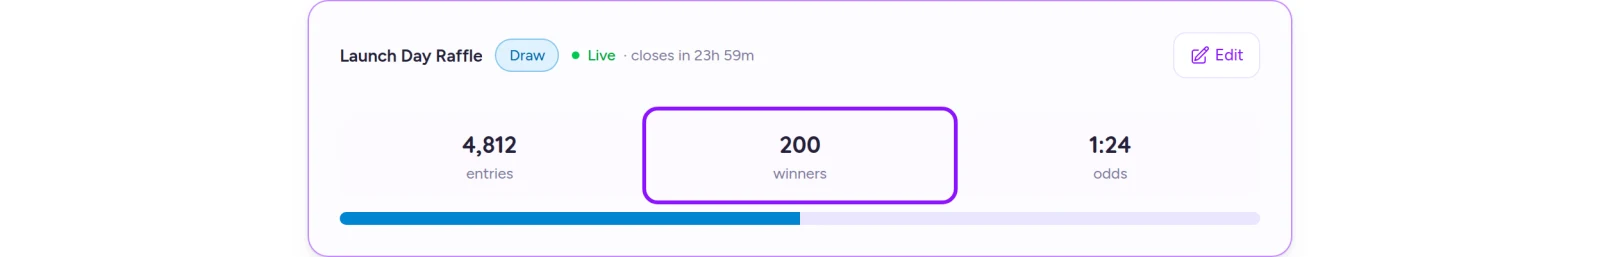 Launch Day Raffle Draw Live · closes in 23h 59m Edit
4,812 200 1:24
entries winners odds